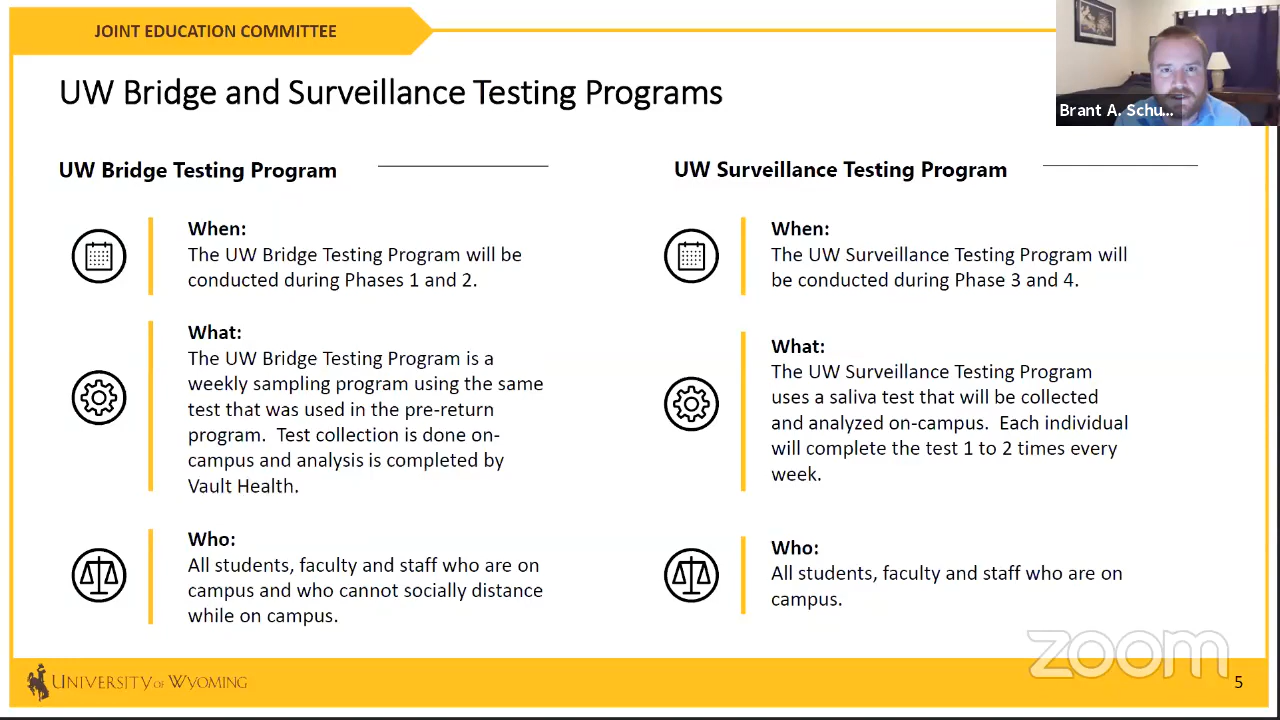 JOINT EDUCATION COMMITTEE
Brant A. Schu...
UW Bridge and Surveillance Testing Programs
UW Bridge Testing Program
When:
The UW Bridge Testing Program will be
conducted during Phases 1 and 2.
What:
The UW Bridge Testing Program is a
weekly sampling program using the same
test that was used in the pre-return
program.  Test collection is done on-
campus and analysis is completed by
Vault Health.
Who:
All students, faculty and staff who are on
campus and who cannot socially distance
while on campus.
UW Surveillance Testing Program
When:
The UW Surveillance Testing Program will
be conducted during Phase 3 and 4.
What:
The UW Surveillance Testing Program
uses a saliva test that will be collected
and analyzed on-campus.  Each individual
will complete the test 1 to 2 times every
week.
Who:
All students, faculty and staff who are on
campus.
zoom
UNIVERSITY OF WYOMING
5